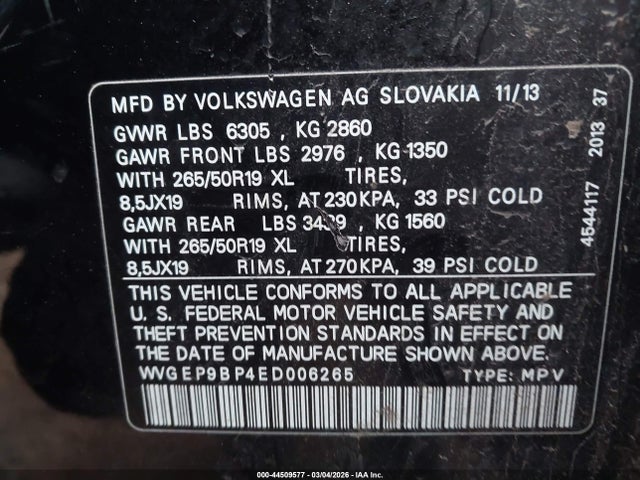 MFD BY VOLKSWAGEN AG SLOVAKIA 11/13
GVWR LBS 6305 , KG 2860
GAWR FRONT LBS 2976 , KG 1350
WITH 265/50R19 XL TIRES,
8,5JX19 RIMS, AT 230KPA, 33 PSI COLD
GAWR REAR LBS 3439 , KG 1560
WITH 265/50R19 XL TIRES,
8,5JX19 RIMS, AT 270KPA, 39 PSI COLD
THIS VEHICLE CONFORMS TO ALL APPLICABLE
U. S. FEDERAL MOTOR VEHICLE SAFETY AND
THEFT PREVENTION STANDARDS IN EFFECT ON
THE DATE OF MANUFACTURE SHOWN ABOVE.
WVGEP9BP4ED006265 TYPE: MPV
4544117 2013 37
000-44509577 - 03/04/2026 - IAA Inc.